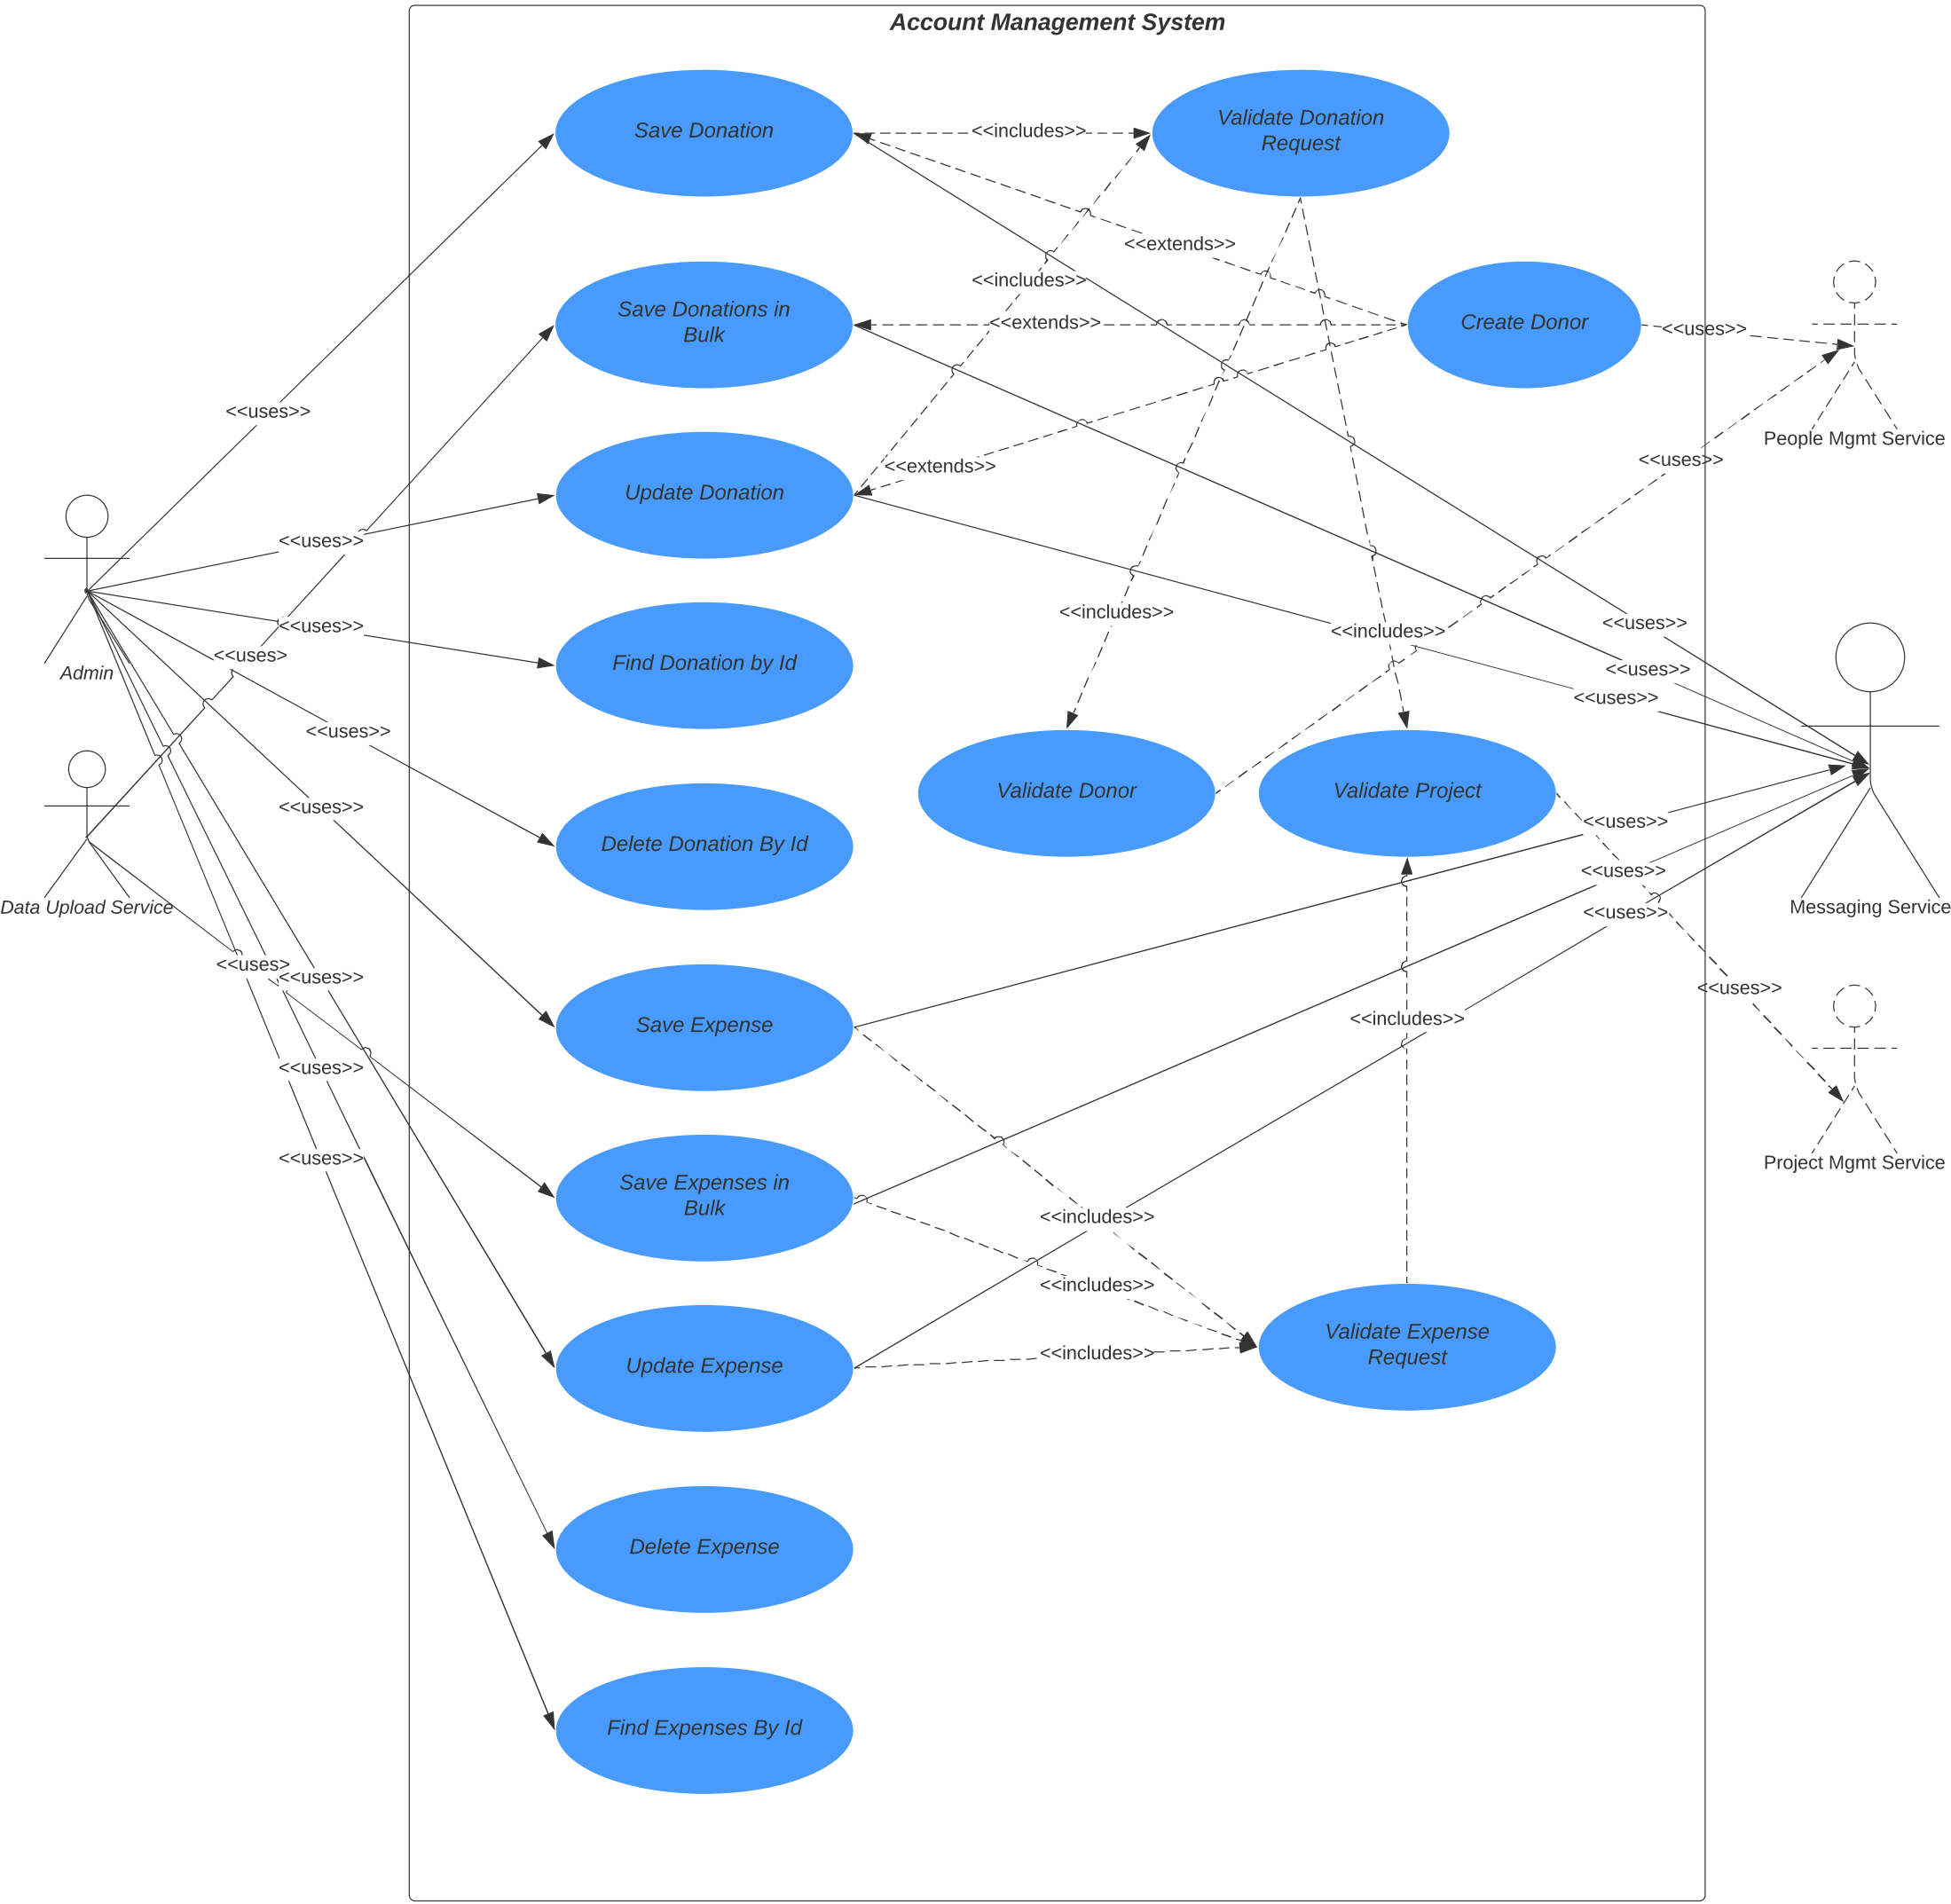 Account Management System
Save Donation
<<includes>>
Validate Donation
Request
<<extends>>
<<includes>>
Save Donations in
Bulk
<<extends>>
Create Donor
<<uses>>
<<uses>>
People Mgmt Service
<<uses>>
<<extends>>
Update Donation
<<uses>>
<<includes>>
<<uses>>
<<includes>>
<<uses>>
<<uses>
Find Donation by Id
<<uses>>
Admin
<<uses>>
<<uses>>
Validate Donor
Validate Project
<<uses>>
<<uses>>
Delete Donation By Id
<<uses>>
Data Upload Service
<<uses>>
Messaging Service
<<uses>
<<uses>>
<<uses>>
Save Expense
<<includes>>
<<uses>>
<<uses>>
Project Mgmt Service
Save Expenses in
Bulk
<<includes>>
<<includes>>
Update Expense
<<includes>>
Validate Expense
Request
Delete Expense
Find Expenses By Id